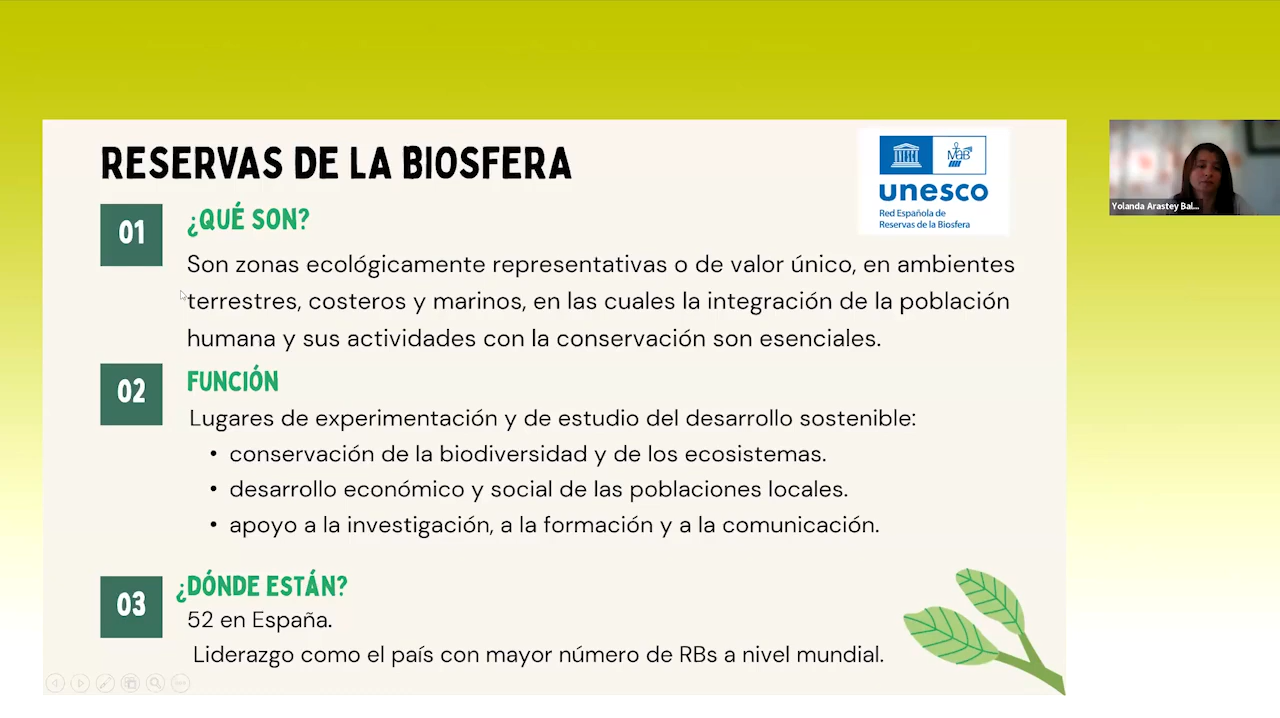 RESERVAS DE LA BIOSFERA
unesco
MaB
Red Española de
Reservas de la Biosfera
01
¿QUÉ SON?
Son zonas ecológicamente representativas o de valor único, en ambientes
terrestres, costeros y marinos, en las cuales la integración de la población
humana y sus actividades con la conservación son esenciales.
02
FUNCIÓN
Lugares de experimentación y de estudio del desarrollo sostenible:
• conservación de la biodiversidad y de los ecosistemas.
• desarrollo económico y social de las poblaciones locales.
• apoyo a la investigación, a la formación y a la comunicación.
03
¿DÓNDE ESTÁN?
52 en España.
Liderazgo como el país con mayor número de RBs a nivel mundial.
Yolanda Arastey Bal...